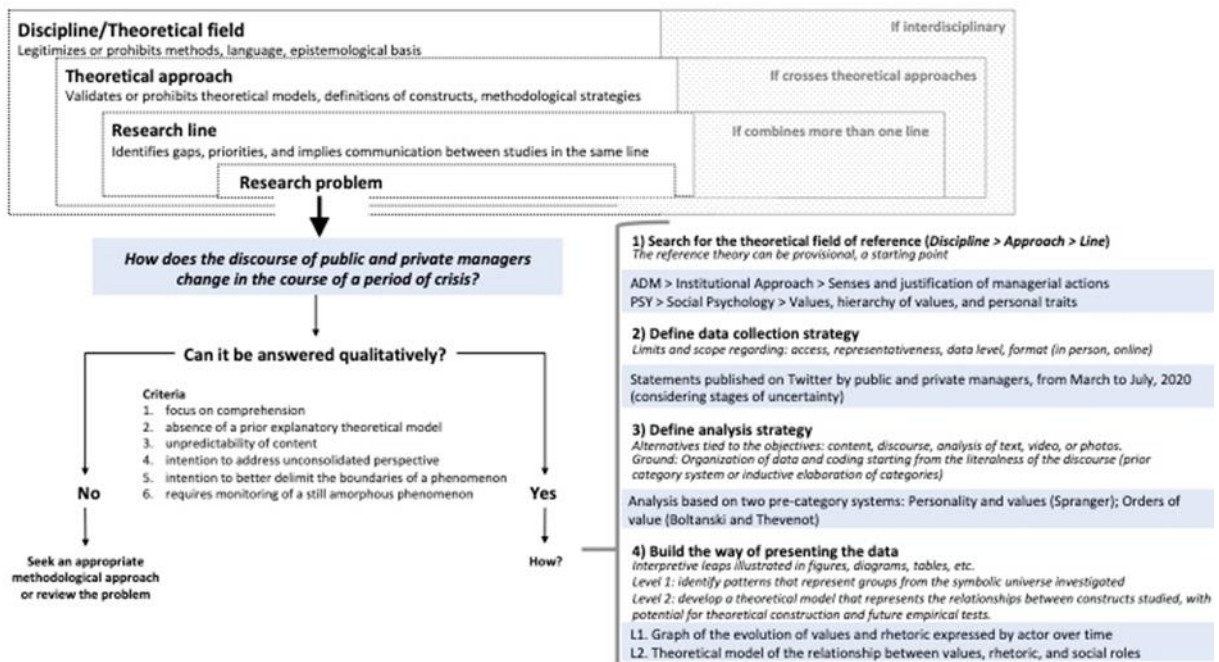 Discipline/Theoretical field
If interdisciplinary
Legitimizes or prohibits methods, language, epistemological basis
Theoretical approach
If crosses theoretical approaches
Validates or prohibits theoretical models, definitions of constructs, methodological strategies
Research line
If combines more than one line
Identifies gaps, priorities, and implies communication between studies in the same line
Research problem
How does the discourse of public and private managers
change in the course of a period of crisis?
Can it be answered qualitatively?
Criteria
1. focus on comprehension
2. absence of a prior explanatory theoretical model
3. unpredictability of content
4. intention to address unconsolidated perspective
5. intention to better delimit the boundaries of a phenomenon
6. requires monitoring of a still amorphous phenomenon
No
Yes
Seek an appropriate
methodological approach
or review the problem
How?
1) Search for the theoretical field of reference (Discipline > Approach > Line)
The reference theory can be provisional, a starting point
ADM > Institutional Approach > Senses and justification of managerial actions
PSY > Social Psychology > Values, hierarchy of values, and personal traits
2) Define data collection strategy
Limits and scope regarding: access, representativeness, data level, format (in person, online)
Statements published on Twitter by public and private managers, from March to July, 2020
(considering stages of uncertainty)
3) Define analysis strategy
Alternatives tied to the objectives: content, discourse, analysis of text, video, or photos.
Ground: Organization of data and coding starting from the literalness of the discourse (prior
category system or inductive elaboration of categories)
Analysis based on two pre-category systems: Personality and values (Spranger); Orders of
value (Boltanski and Thevenot)
4) Build the way of presenting the data
Interpretive leaps illustrated in figures, diagrams, tables, etc.
Level 1: identify patterns that represent groups from the symbolic universe investigated
Level 2: develop a theoretical model that represents the relationships between constructs studied, with
potential for theoretical construction and future empirical tests.
L1. Graph of the evolution of values and rhetoric expressed by actor over time
L2. Theoretical model of the relationship between values, rhetoric, and social roles